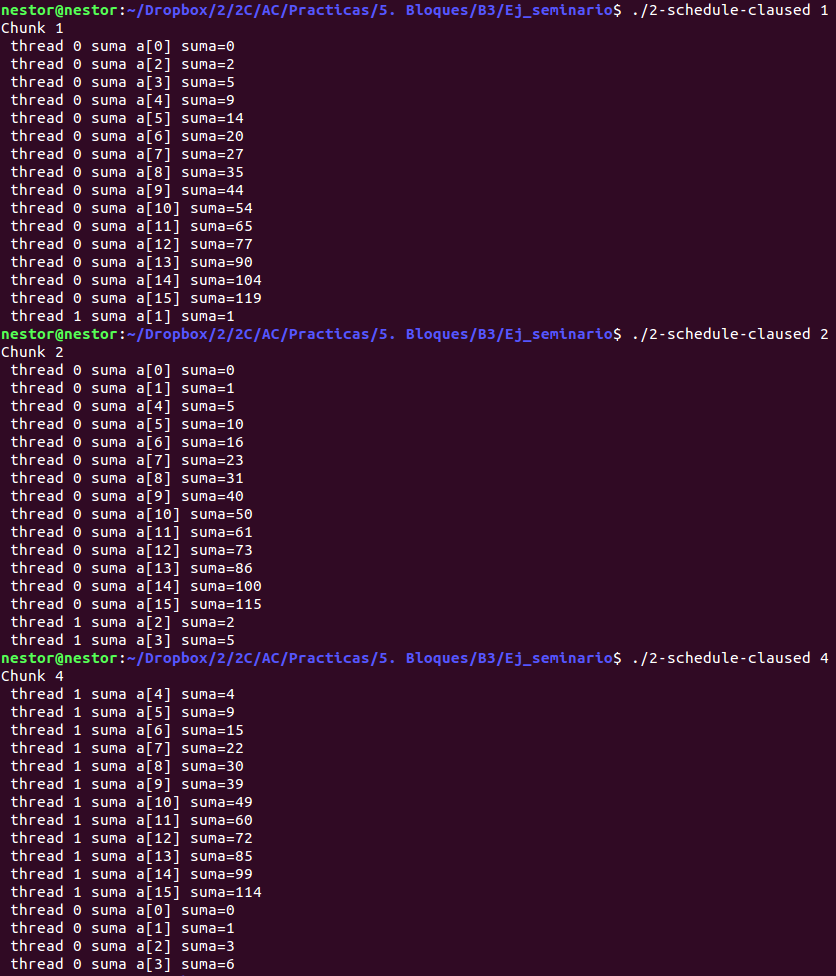 nestor@nestor:~/Dropbox/2/2C/AC/Practicas/5. Bloques/B3/Ej_seminario$ ./2-schedule-claused 1
Chunk 1
thread 0 suma a[0] suma=0
thread 0 suma a[2] suma=2
thread 0 suma a[3] suma=5
thread 0 suma a[4] suma=9
thread 0 suma a[5] suma=14
thread 0 suma a[6] suma=20
thread 0 suma a[7] suma=27
thread 0 suma a[8] suma=35
thread 0 suma a[9] suma=44
thread 0 suma a[10] suma=54
thread 0 suma a[11] suma=65
thread 0 suma a[12] suma=77
thread 0 suma a[13] suma=90
thread 0 suma a[14] suma=104
thread 0 suma a[15] suma=119
thread 1 suma a[1] suma=1
nestor@nestor:~/Dropbox/2/2C/AC/Practicas/5. Bloques/B3/Ej_seminario$ ./2-schedule-claused 2
Chunk 2
thread 0 suma a[0] suma=0
thread 0 suma a[1] suma=1
thread 0 suma a[4] suma=5
thread 0 suma a[5] suma=10
thread 0 suma a[6] suma=16
thread 0 suma a[7] suma=23
thread 0 suma a[8] suma=31
thread 0 suma a[9] suma=40
thread 0 suma a[10] suma=50
thread 0 suma a[11] suma=61
thread 0 suma a[12] suma=73
thread 0 suma a[13] suma=86
thread 0 suma a[14] suma=100
thread 0 suma a[15] suma=115
thread 1 suma a[2] suma=2
thread 1 suma a[3] suma=5
nestor@nestor:~/Dropbox/2/2C/AC/Practicas/5. Bloques/B3/Ej_seminario$ ./2-schedule-claused 4
Chunk 4
thread 1 suma a[4] suma=4
thread 1 suma a[5] suma=9
thread 1 suma a[6] suma=15
thread 1 suma a[7] suma=22
thread 1 suma a[8] suma=30
thread 1 suma a[9] suma=39
thread 1 suma a[10] suma=49
thread 1 suma a[11] suma=60
thread 1 suma a[12] suma=72
thread 1 suma a[13] suma=85
thread 1 suma a[14] suma=99
thread 1 suma a[15] suma=114
thread 0 suma a[0] suma=0
thread 0 suma a[1] suma=1
thread 0 suma a[2] suma=3
thread 0 suma a[3] suma=6